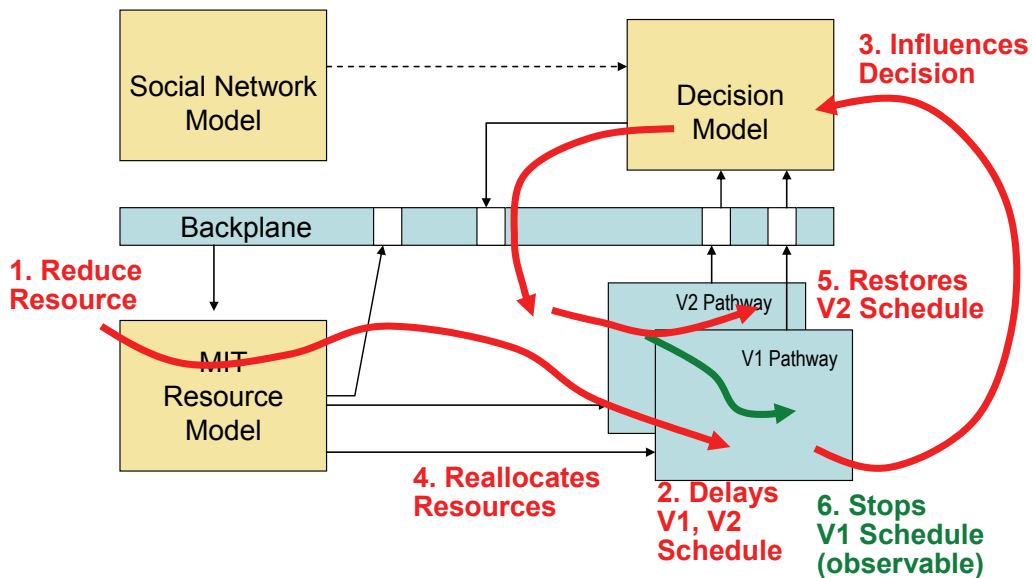 3. Influences
Decision
Social Network
Model
Decision
Model
Backplane
1. Reduce
Resource
5. Restores
V2 Schedule
V2 Pathway
V1 Pathway
MIT
Resource
Model
4. Reallocates
Resources
2. Delays
V1, V2
Schedule
6. Stops
V1 Schedule
(observable)